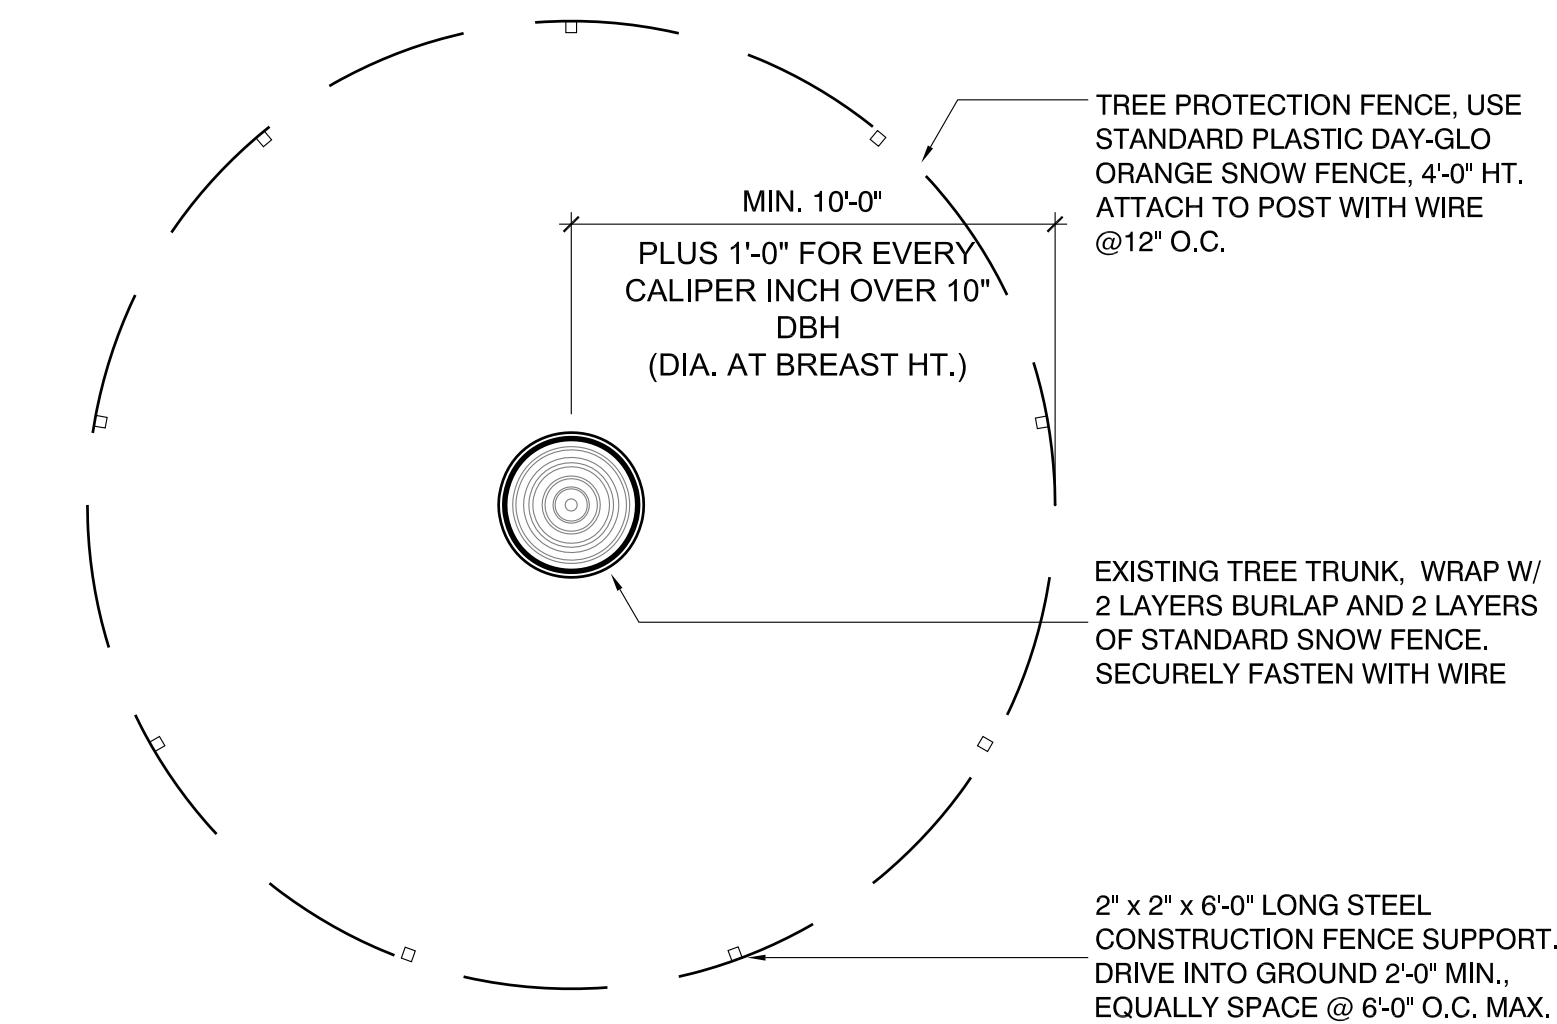 TREE PROTECTION FENCE, USE
STANDARD PLASTIC DAY-GLO
ORANGE SNOW FENCE, 4'-0" HT.
ATTACH TO POST WITH WIRE
@12" O.C.
MIN. 10'-0"
PLUS 1'-0" FOR EVERY
CALIPER INCH OVER 10"
DBH
(DIA. AT BREAST HT.)
EXISTING TREE TRUNK, WRAP W/
2 LAYERS BURLAP AND 2 LAYERS
OF STANDARD SNOW FENCE.
SECURELY FASTEN WITH WIRE
2" x 2" x 6'-0" LONG STEEL
CONSTRUCTION FENCE SUPPORT.
DRIVE INTO GROUND 2'-0" MIN.,
EQUALLY SPACE @ 6'-0" O.C. MAX.